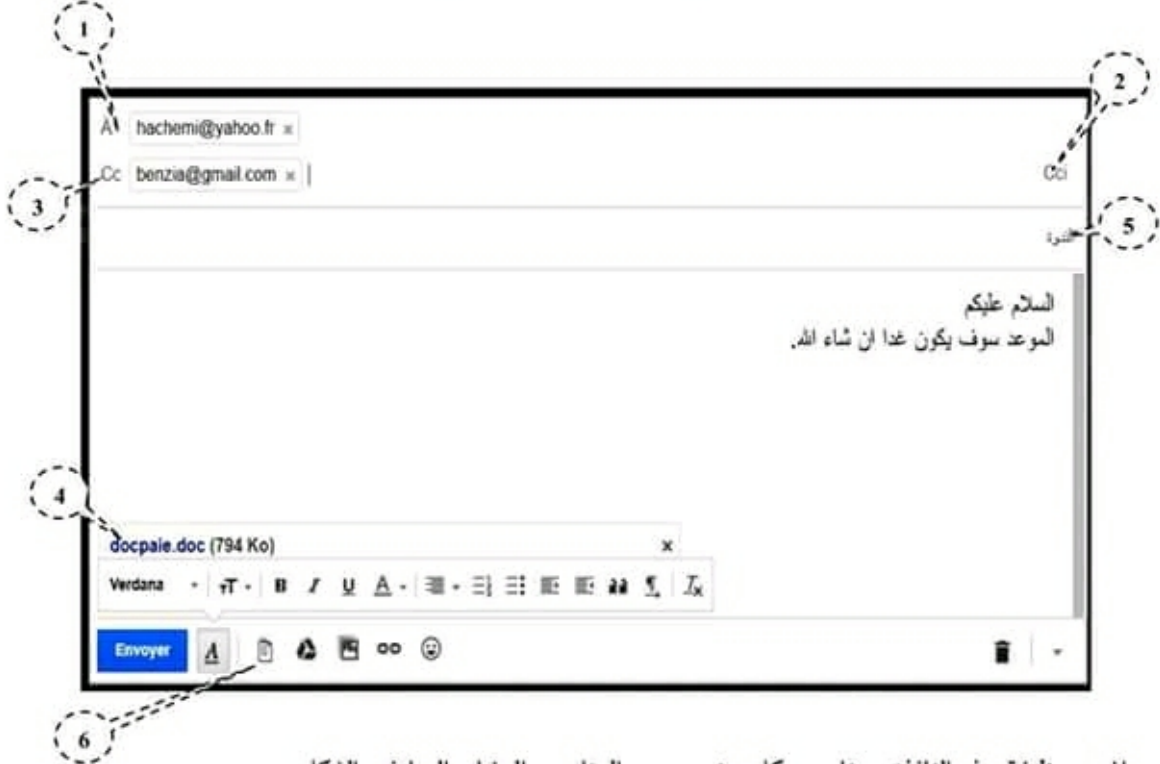 1
2
A hachemi@yahoo.fr ×
Cc benzia@gmail.com × Cci
3
5
الندوة
السلام عليكم
الموعد سوف يكون غدا ان شاء الله.
4
docpaie.doc (794 Ko) ×
Verdana
Envoyer
6